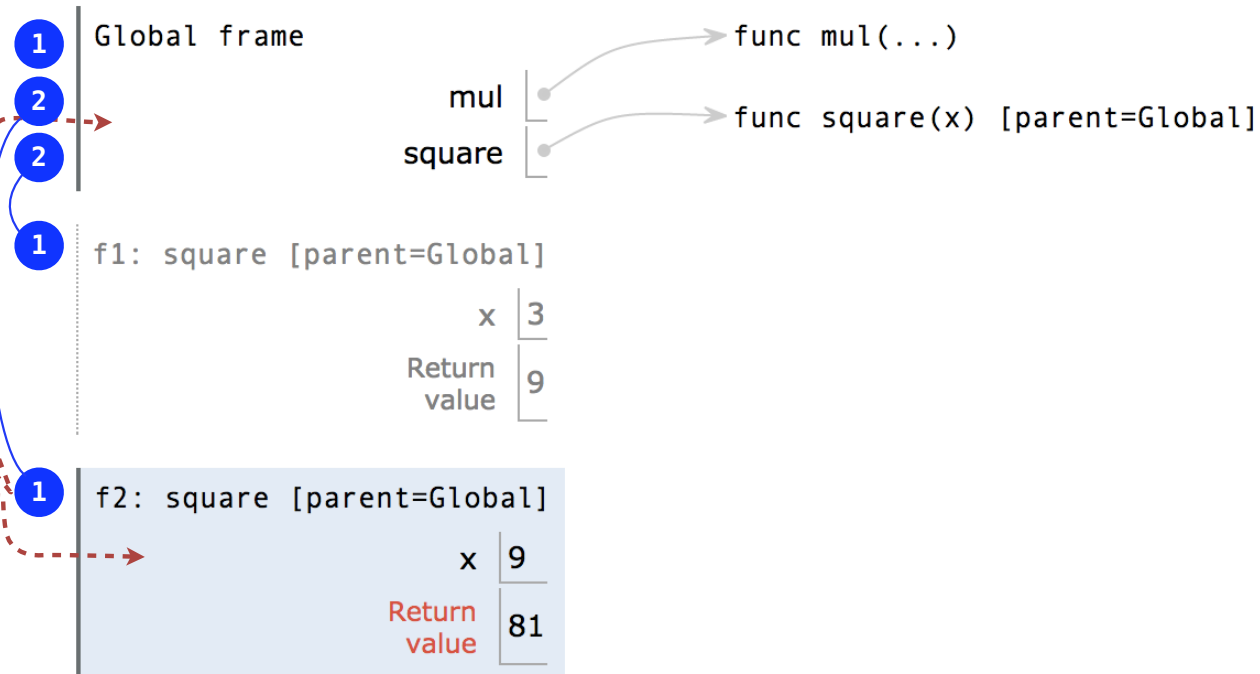 1
Global frame
func mul(...)
2
mul
func square(x) [parent=Global]
2
square
1
f1: square [parent=Global]
x 3
Return
value
9
1
f2: square [parent=Global]
x 9
Return
value
81